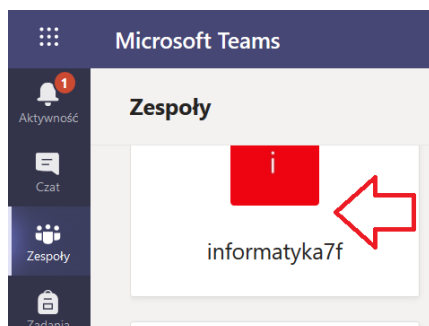 Microsoft Teams
1
Aktywność
Zespoły
i
Czat
informatyka7f
Zespoły
Zadania